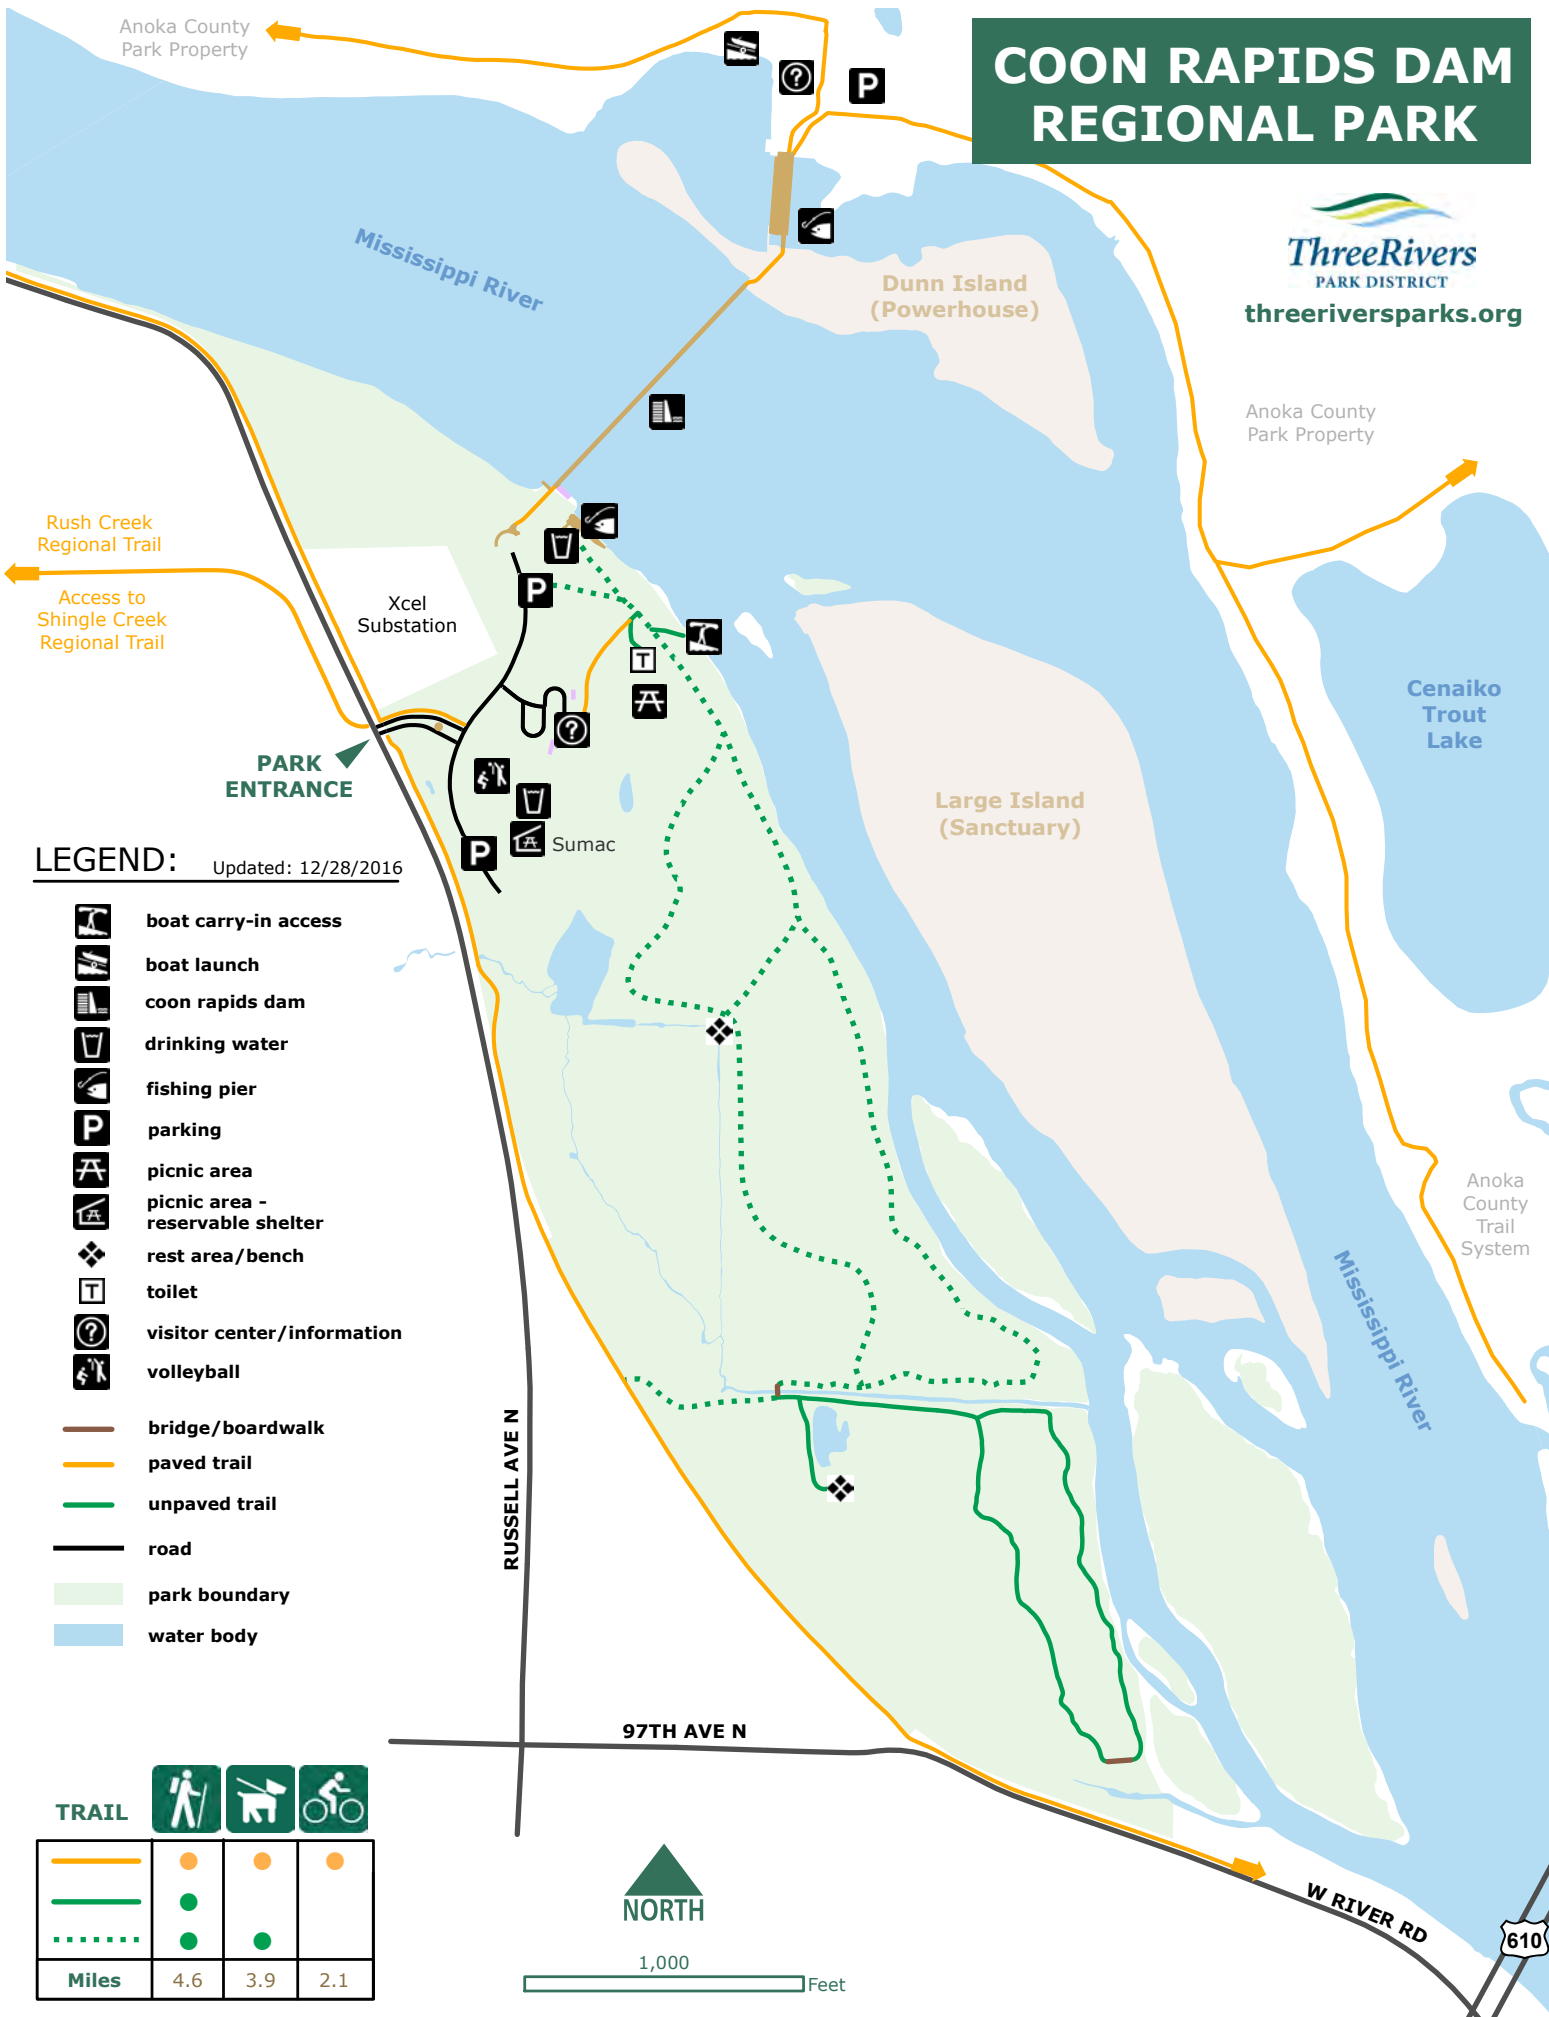 Anoka County
Park Property
COON RAPIDS DAM
REGIONAL PARK
?
P
Mississippi River
ThreeRivers
PARK DISTRICT
threeriversparks.org
Dunn Island
(Powerhouse)
Anoka County
Park Property
Rush Creek
Regional Trail
Access to
Shingle Creek
Regional Trail
Xcel
Substation
P
T
?
PARK
ENTRANCE
Cenaiko
Trout
Lake
Large Island
(Sanctuary)
P
Sumac
LEGEND:
Updated: 12/28/2016
boat carry-in access
boat launch
coon rapids dam
drinking water
fishing pier
P
parking
picnic area
picnic area -
reservable shelter
rest area/bench
T
toilet
?
visitor center/information
volleyball
bridge/boardwalk
paved trail
unpaved trail
road
park boundary
water body
Anoka
County
Trail
System
Mississippi River
RUSSELL AVE N
97TH AVE N
W RIVER RD
610
TRAIL
Miles
4.6
3.9
2.1
NORTH
1,000
Feet